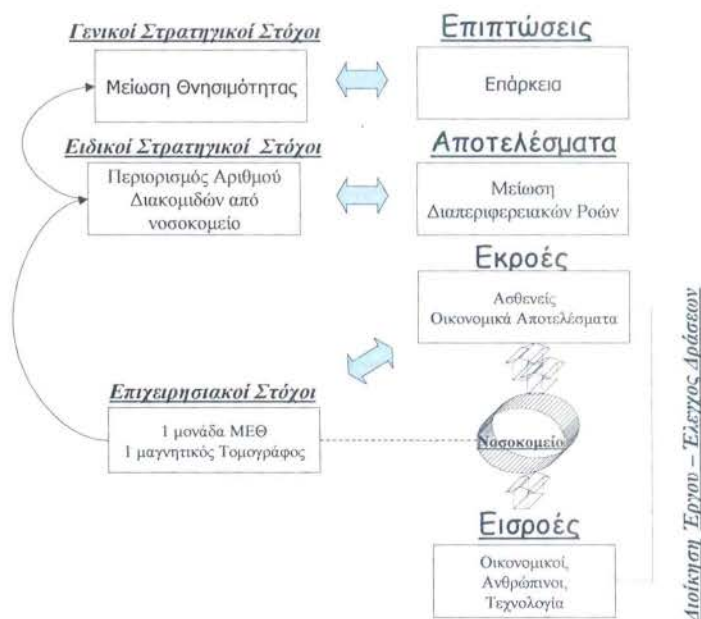 Γενικοί Στρατηγικοί Στόχοι
Επιπτώσεις
Μείωση Θνησιμότητας
Επάρκεια
Ειδικοί Στρατηγικοί Στόχοι
Αποτελέσματα
Περιορισμός Αριθμού
Διακομιδών από
νοσοκομείο
Μείωση
Διαπεριφερειακών Ροών
Εκροές
Ασθενείς
Οικονομικά Αποτελέσματα
Επιχειρησιακοί Στόχοι
1 μονάδα ΜΕΘ
1 μαγνητικός Τομογράφος
Νοσοκομείο
Εισροές
Οικονομικοί,
Ανθρώπινοι,
Τεχνολογία
Διοίκηση Έργου – Έλεγχος Δράσεων